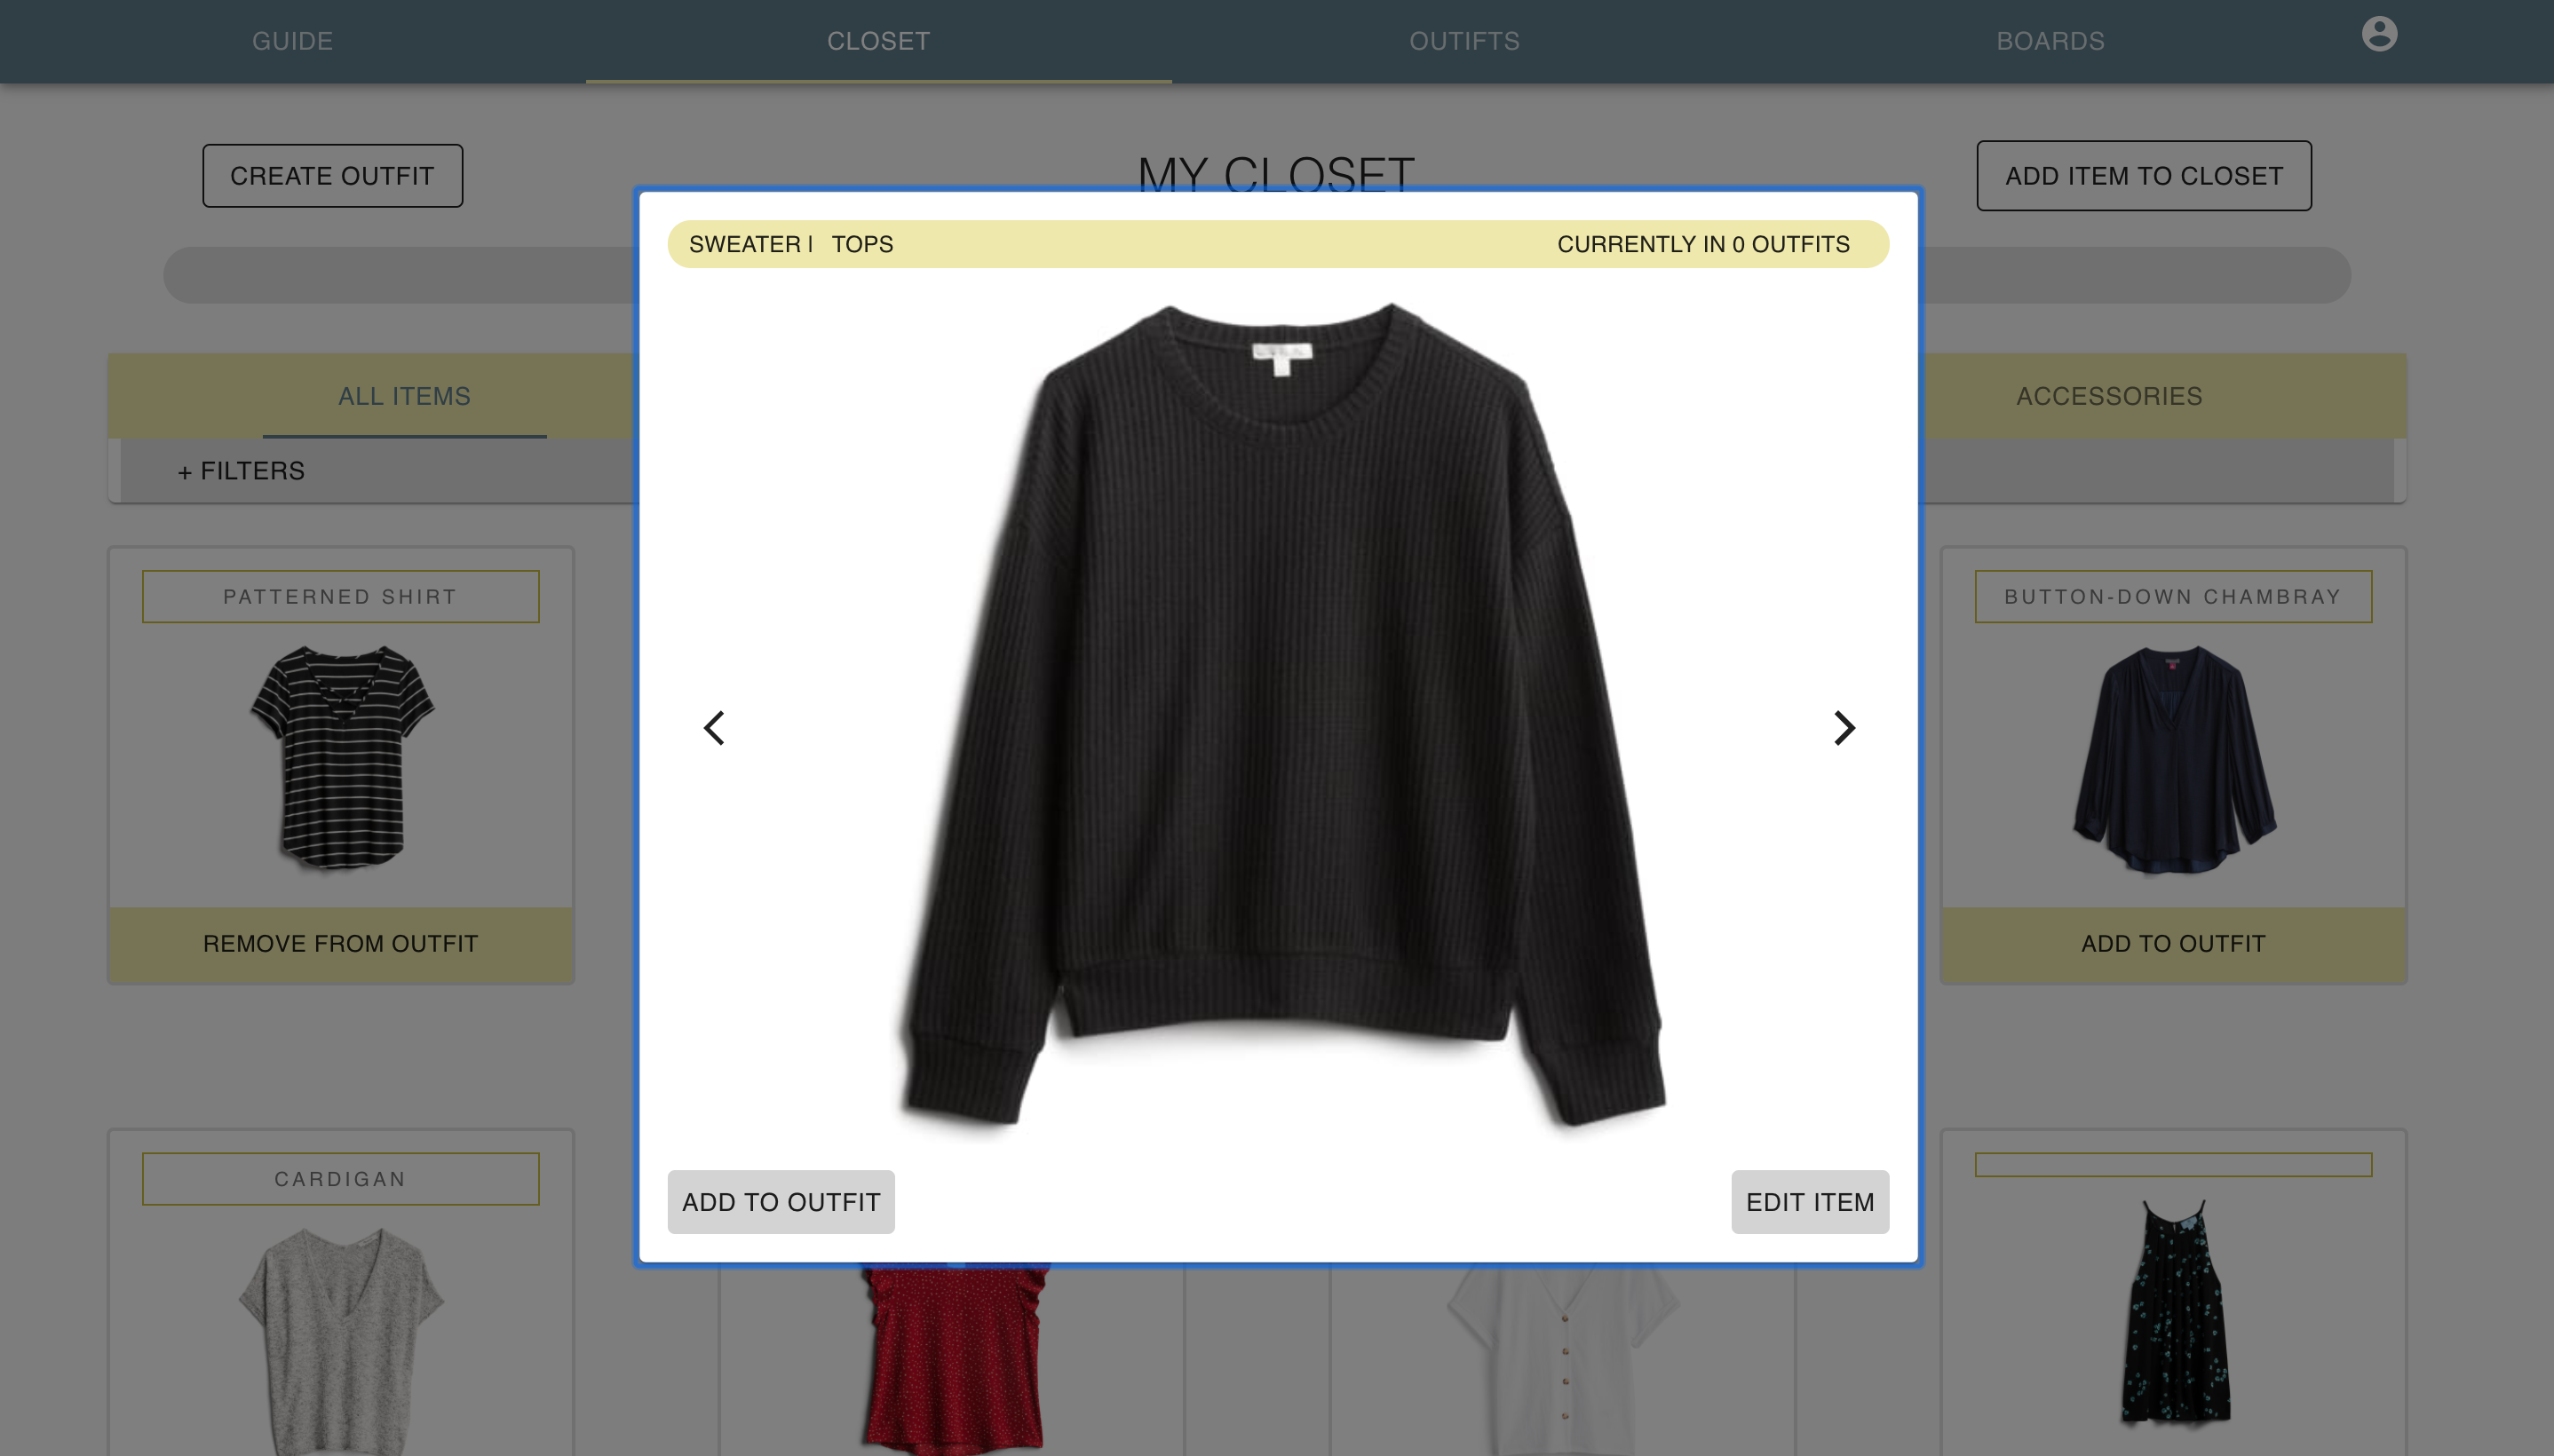 GUIDE
CLOSET
OUTIFTS
BOARDS
CREATE OUTFIT
MY CLOSET
ADD ITEM TO CLOSET
SWEATER | TOPS
CURRENTLY IN 0 OUTFITS
ALL ITEMS
ACCESSORIES
+ FILTERS
PATTERNED SHIRT
BUTTON-DOWN CHAMBRAY
REMOVE FROM OUTFIT
ADD TO OUTFIT
CARDIGAN
ADD TO OUTFIT
EDIT ITEM